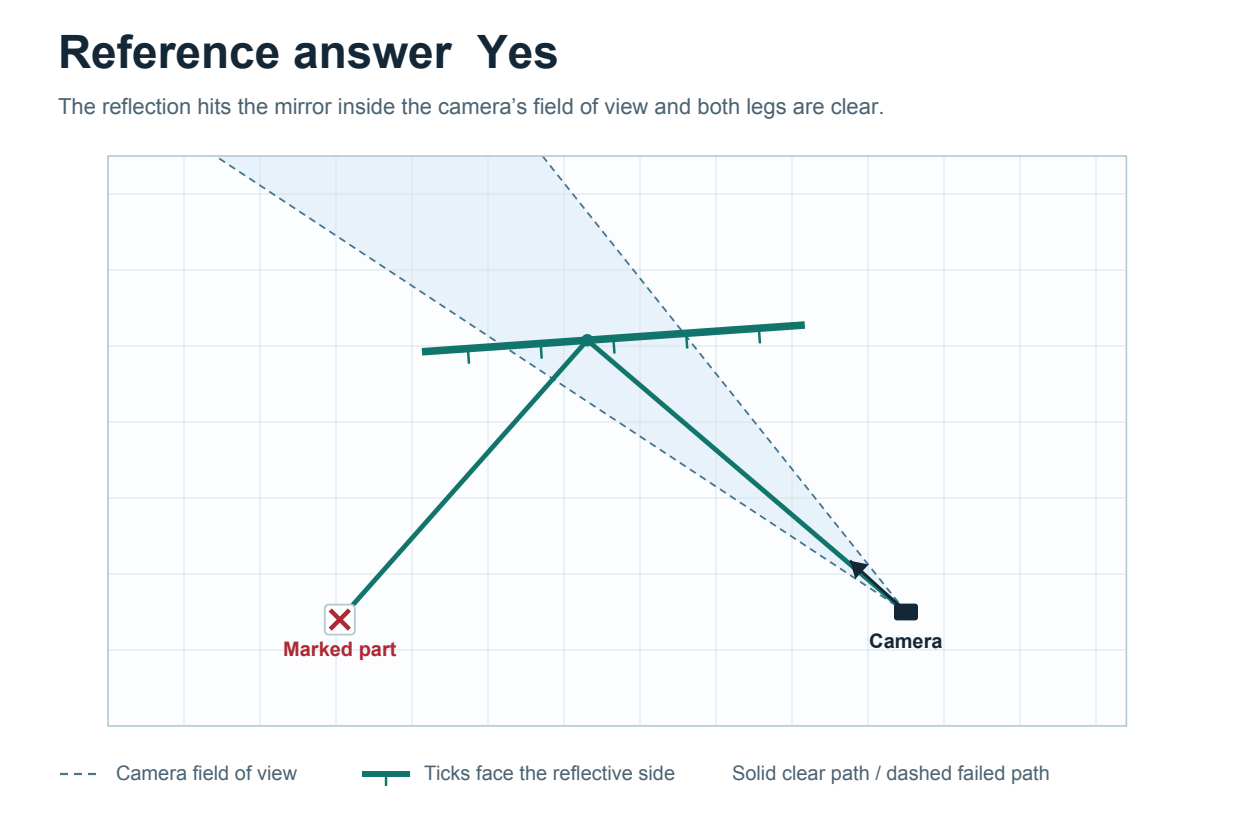 Reference answer  Yes
The reflection hits the mirror inside the camera’s field of view and both legs are clear.
Marked part
Camera
Camera field of view
Ticks face the reflective side
Solid clear path / dashed failed path